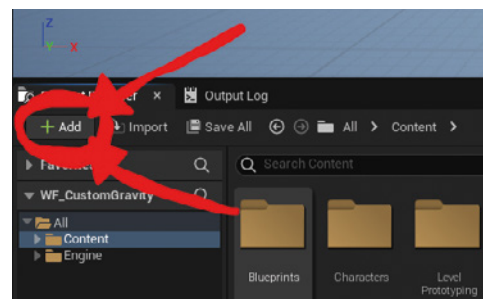 Z
Y X
Output Log
+ Add Import Save All All > Content >
Search Content
WF_CustomGravity
All
Content
Engine
Blueprints Characters Level
Prototyping